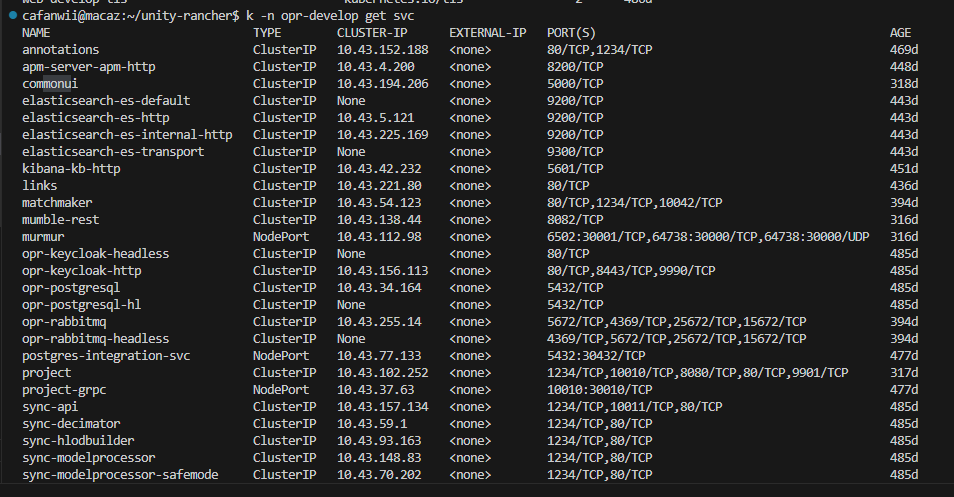 cafanwii@macaz:~/unity-rancher$ k -n opr-develop get svc
NAME TYPE CLUSTER-IP EXTERNAL-IP PORT(S) AGE
annotations ClusterIP 10.43.152.188 <none> 80/TCP,1234/TCP 469d
apm-server-apm-http ClusterIP 10.43.4.200 <none> 8200/TCP 448d
commonui ClusterIP 10.43.194.206 <none> 5000/TCP 318d
elasticsearch-es-default ClusterIP None <none> 9200/TCP 443d
elasticsearch-es-http ClusterIP 10.43.5.121 <none> 9200/TCP 443d
elasticsearch-es-internal-http ClusterIP 10.43.225.169 <none> 9200/TCP 443d
elasticsearch-es-transport ClusterIP None <none> 9300/TCP 443d
kibana-kb-http ClusterIP 10.43.42.232 <none> 5601/TCP 451d
links ClusterIP 10.43.221.80 <none> 80/TCP 436d
matchmaker ClusterIP 10.43.54.123 <none> 80/TCP,1234/TCP,10042/TCP 394d
mumble-rest ClusterIP 10.43.138.44 <none> 8082/TCP 316d
murmur NodePort 10.43.112.98 <none> 6502:30001/TCP,64738:30000/TCP,64738:30000/UDP 316d
opr-keycloak-headless ClusterIP None <none> 80/TCP 485d
opr-keycloak-http ClusterIP 10.43.156.113 <none> 80/TCP,8443/TCP,9990/TCP 485d
opr-postgresql ClusterIP 10.43.34.164 <none> 5432/TCP 485d
opr-postgresql-hl ClusterIP None <none> 5432/TCP 485d
opr-rabbitmq ClusterIP 10.43.255.14 <none> 5672/TCP,4369/TCP,25672/TCP,15672/TCP 394d
opr-rabbitmq-headless ClusterIP None <none> 4369/TCP,5672/TCP,25672/TCP,15672/TCP 394d
postgres-integration-svc NodePort 10.43.77.133 <none> 5432:30432/TCP 477d
project ClusterIP 10.43.102.252 <none> 1234/TCP,10010/TCP,8080/TCP,80/TCP,9901/TCP 317d
project-grpc NodePort 10.43.37.63 <none> 10010:30010/TCP 477d
sync-api ClusterIP 10.43.157.134 <none> 1234/TCP,10011/TCP,80/TCP 485d
sync-decimator ClusterIP 10.43.59.1 <none> 1234/TCP,80/TCP 485d
sync-hlodbuilder ClusterIP 10.43.93.163 <none> 1234/TCP,80/TCP 485d
sync-modelprocessor ClusterIP 10.43.148.83 <none> 1234/TCP,80/TCP 485d
sync-modelprocessor-safemode ClusterIP 10.43.70.202 <none> 1234/TCP,80/TCP 485d